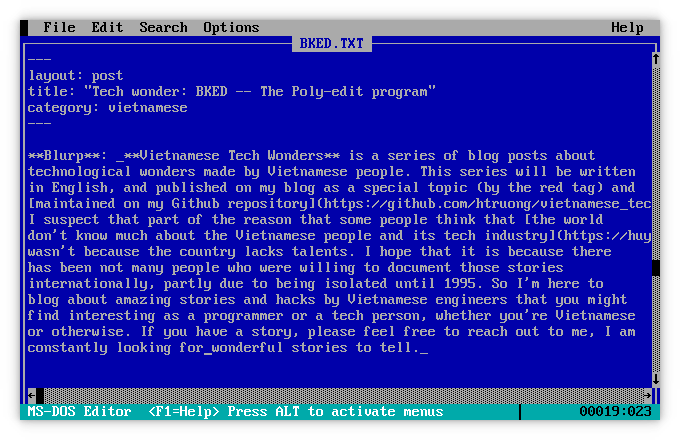 File Edit Search Options Help
BKED.TXT
---
layout: post
title: "Tech wonder: BKED -- The Poly-edit program"
category: vietnamese
---
**Blurp**: _**Vietnamese Tech Wonders** is a series of blog posts about
technological wonders made by Vietnamese people. This series will be written
in English, and published on my blog as a special topic (by the red tag) and
[maintained on my Github repository](https://github.com/htruong/vietnamese_tec
I suspect that part of the reason that some people think that [the world
don't know much about the Vietnamese people and its tech industry](https://huy
wasn't because the country lacks talents. I hope that it is because there
has been not many people who were willing to document those stories
internationally, partly due to being isolated until 1995. So I'm here to
blog about amazing stories and hacks by Vietnamese engineers that you might
find interesting as a programmer or a tech person, whether you're Vietnamese
or otherwise. If you have a story, please feel free to reach out to me, I am
constantly looking for_wonderful stories to tell._
MS-DOS Editor <F1=Help> Press ALT to activate menus 00019:023